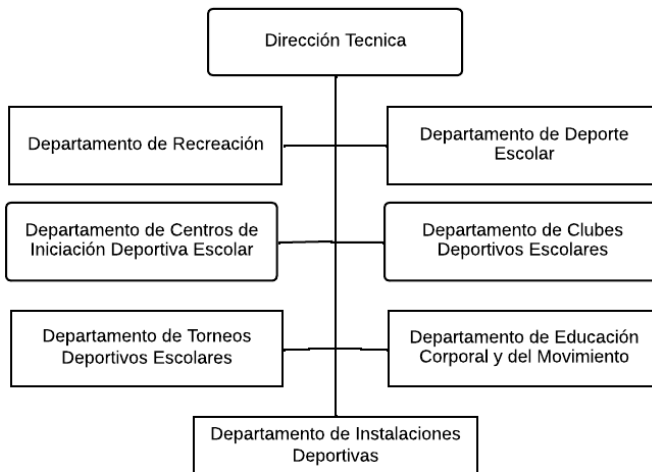 Dirección Tecnica
Departamento de Recreación
Departamento de Deporte
Escolar
Departamento de Centros de
Iniciación Deportiva Escolar
Departamento de Clubes
Deportivos Escolares
Departamento de Torneos
Deportivos Escolares
Departamento de Educación
Corporal y del Movimiento
Departamento de Instalaciones
Deportivas